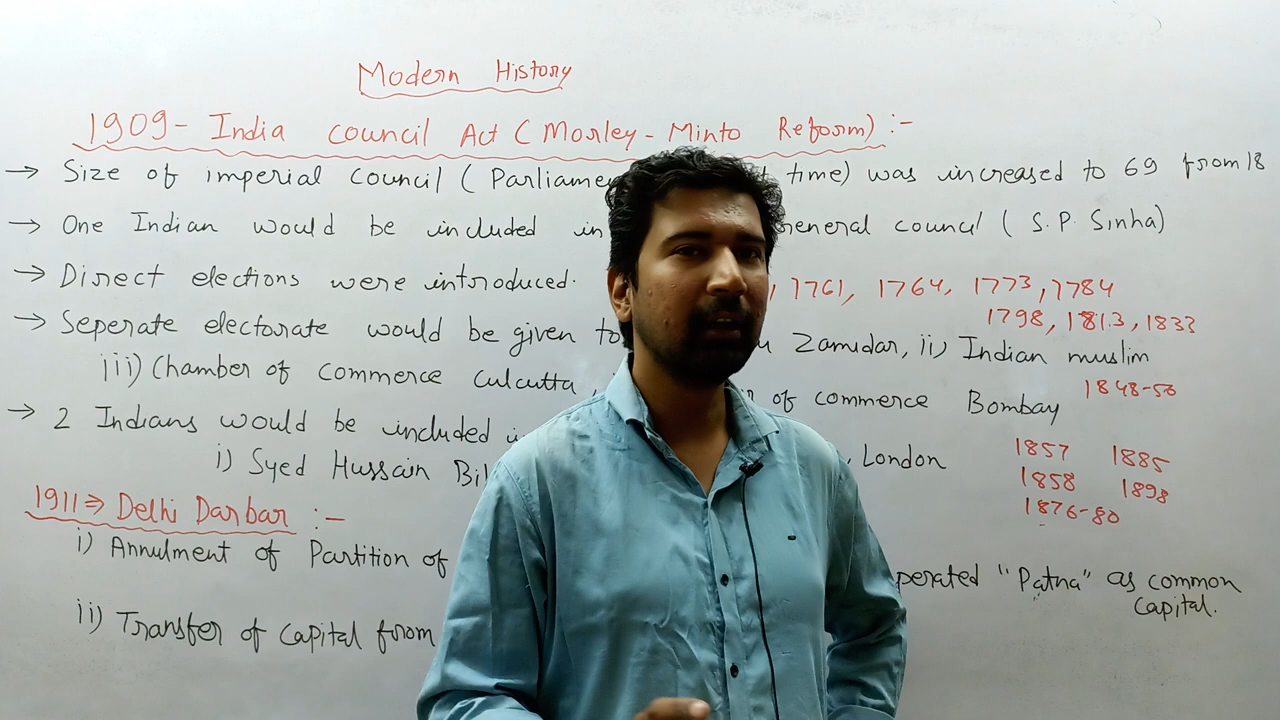 Modern History
1909- India council Act (Morley-Minto Reform) :-
→ Size of imperial council ( time) was increased to 69 from 18
→ One Indian would be included in General council ( S.P. Sinha)
→ Direct elections were introduced. 1761, 1764, 1773, 1784
1798, 1813, 1833
→ Seperate electorate would be given to Zamidar, ii) Indian muslim
iii) Chamber of commerce Culcutta, of commerce Bombay
1848-50
→ 2 Indians would be included
i) Syed Hussain , London
1857 1885
1858 1898
1876-80
1911⇒ Delhi Darbar :-
i) Annulment of Partition of "Patna" as common
capital.
ii) Transfer of capital from